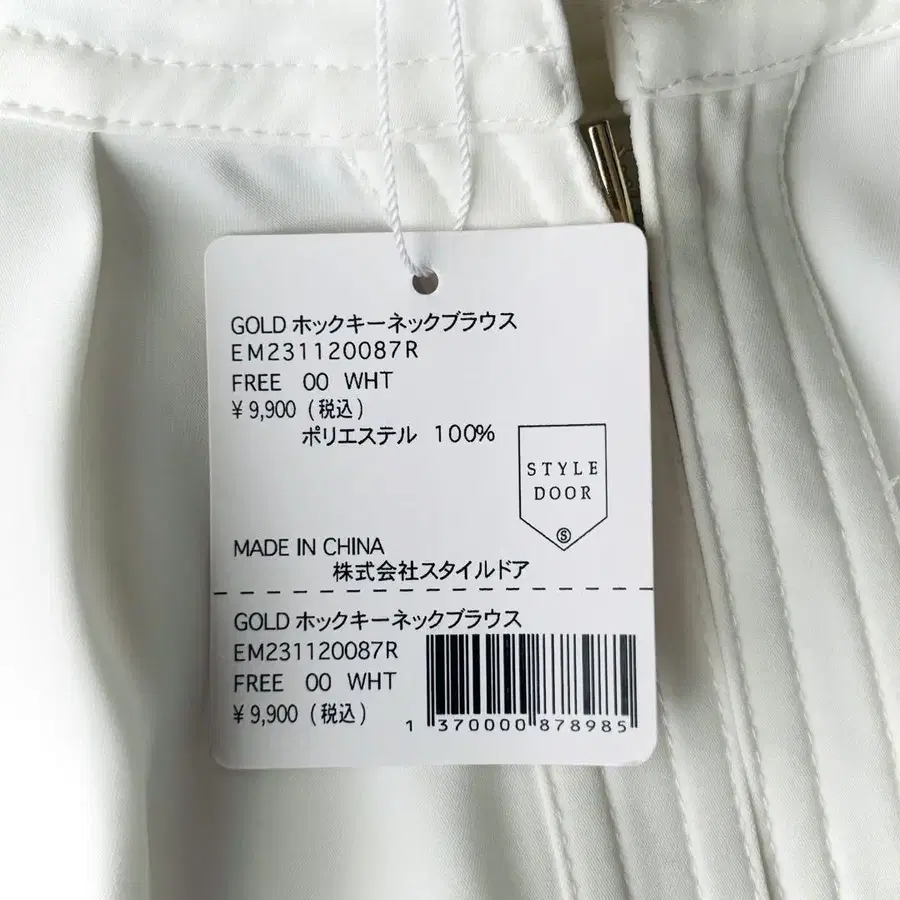 GOLD ホックキーネックブラウス
EM231120087R
FREE 00 WHT
¥9,900 (税込)
ポリエステル 100%
STYLE
DOOR
S
MADE IN CHINA
株式会社スタイルドア
GOLD ホックキーネックブラウス
EM231120087R
FREE 00 WHT
¥9,900 (税込)
1 370000 878985